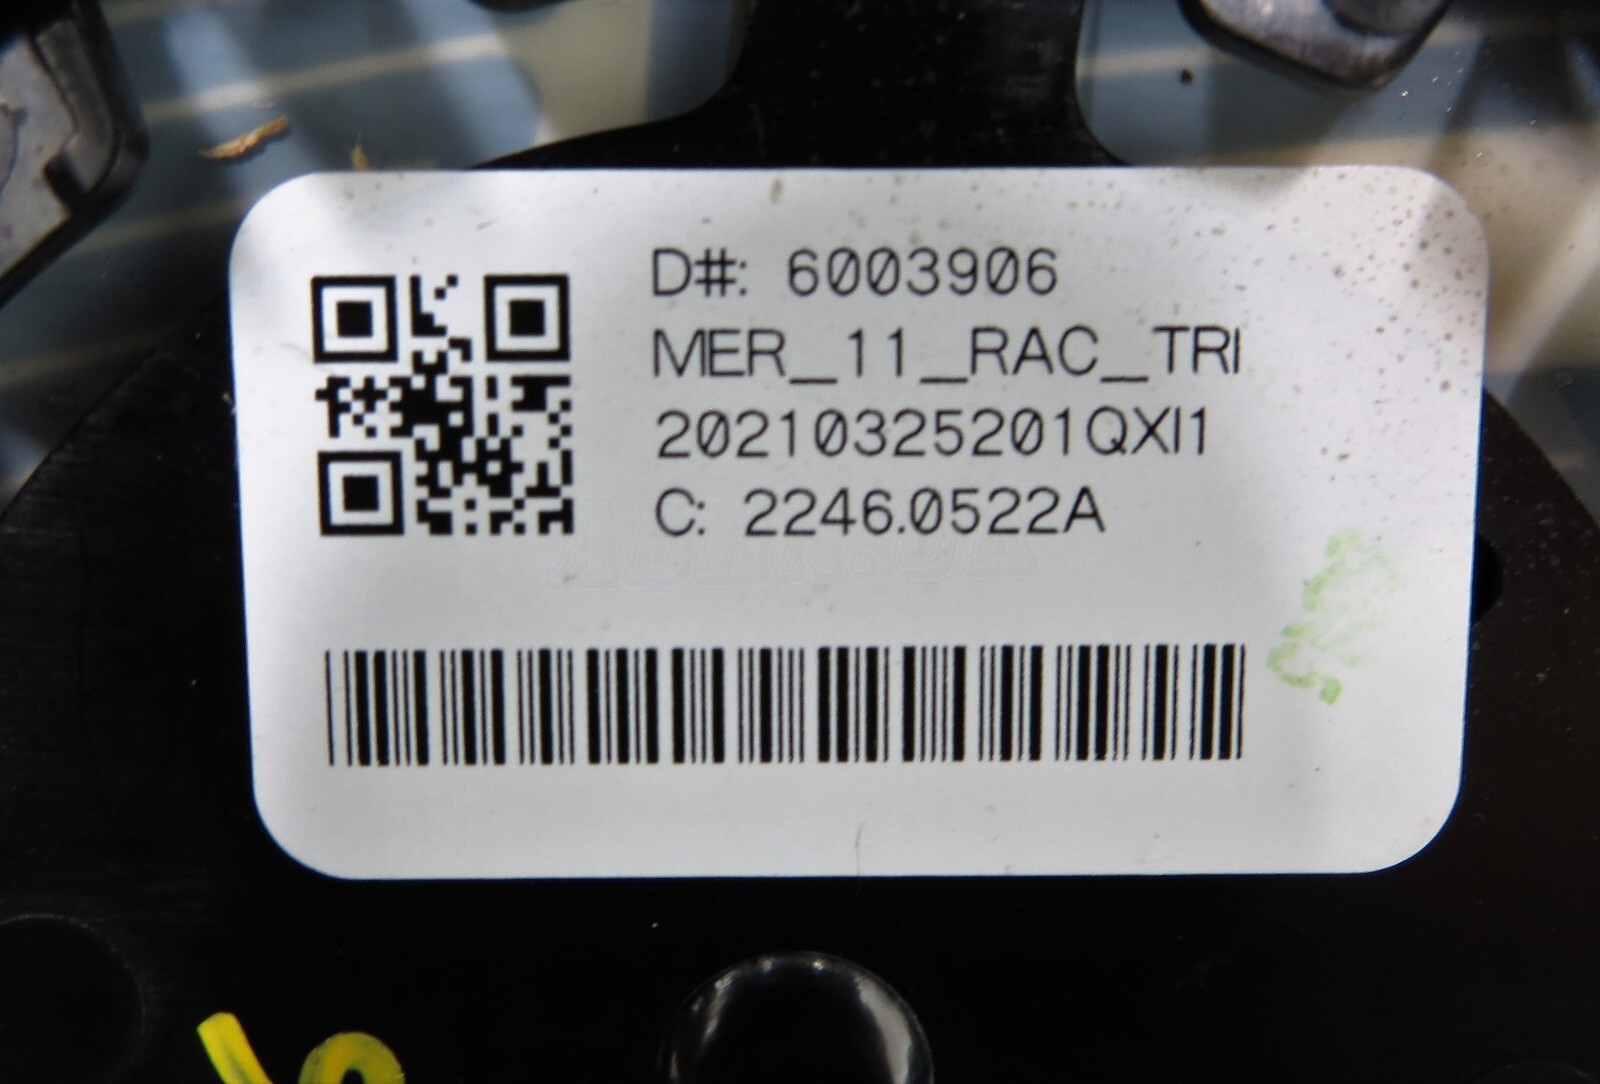 D#: 6003906
MER_11_RAC_TRI
20210325201QXI1
C: 2246.0522A